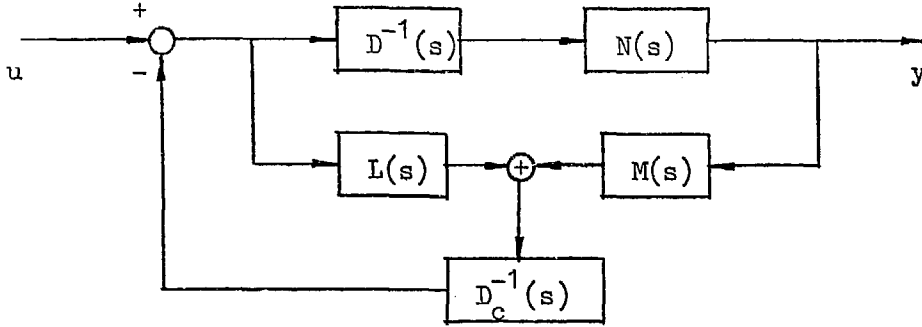 +
D⁻¹(s)
N(s)
u
-
y
L(s)
+
M(s)
D_c⁻¹(s)